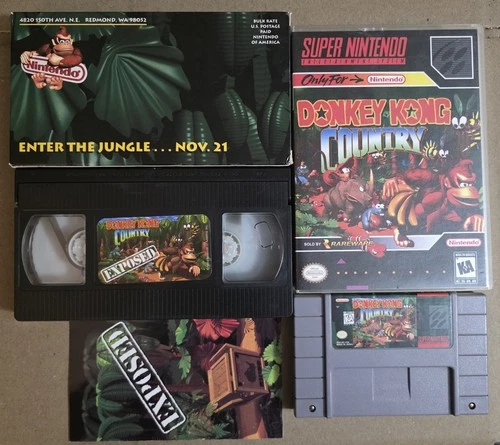 4820 150TH AVE. N.E. REDMOND, WA 98052
BULK RATE
U.S. POSTAGE
PAID
NINTENDO
OF AMERICA
Nintendo
ENTER THE JUNGLE . . . NOV. 21
SUPER NINTENDO
ENTERTAINMENT SYSTEM
Only For
Nintendo
DONKEY KONG
COUNTRY
RAREWARE
Nintendo
KA
DONKEY KONG
COUNTRY
EXPOSED
DONKEY KONG
COUNTRY
EXPOSED